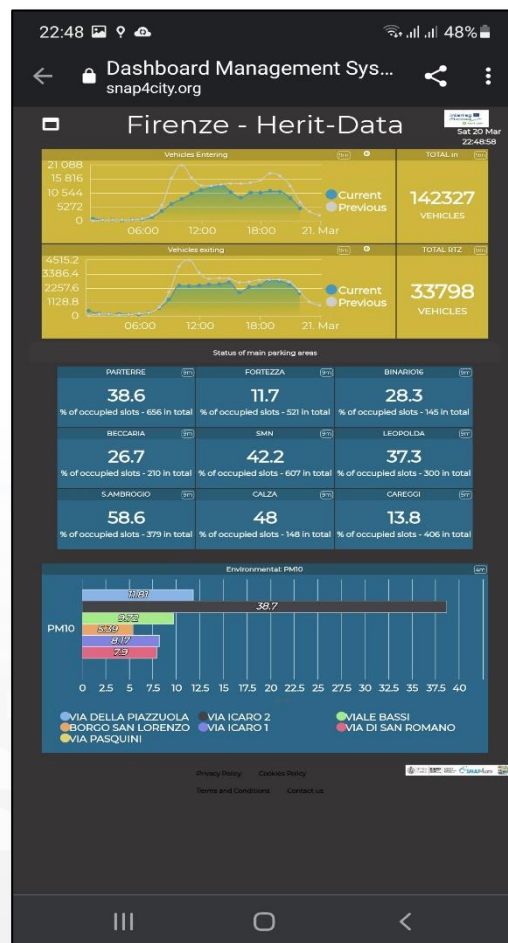 22:48 48%
Dashboard Management Sys...
snap4city.org
Firenze - Herit-Data
Sat 20 Mar
22:48:58
Vehicles Entering
TOTAL in
21 088
15 816
10 544
5272
0
06:00 12:00 18:00 21. Mar
Current
Previous
142327
VEHICLES
Vehicles exiting
TOTAL RTZ
4515.2
3386.4
2257.6
1128.8
0
06:00 12:00 18:00 21. Mar
Current
Previous
33798
VEHICLES
Status of main parking areas
PARTERRE 9m FORTEZZA 9m BINARIO16 9m
38.6 11.7 28.3
% of occupied slots - 656 in total % of occupied slots - 521 in total % of occupied slots - 145 in total
BECCARIA 9m SMN 9m LEOPOLDA 9m
26.7 42.2 37.3
% of occupied slots - 210 in total % of occupied slots - 607 in total % of occupied slots - 300 in total
S.AMBROGIO 9m CALZA 9m CAREGGI 9m
58.6 48 13.8
% of occupied slots - 379 in total % of occupied slots - 148 in total % of occupied slots - 406 in total
Environmental: PM10 4m
PM10
11.81
38.7
9.72
5.39
8.17
7.9
0 2.5 5 7.5 10 12.5 15 17.5 20 22.5 25 27.5 30 32.5 35 37.5 40
VIA DELLA PIAZZUOLA VIA ICARO 2 VIALE BASSI
BORGO SAN LORENZO VIA ICARO 1 VIA DI SAN ROMANO
VIA PASQUINI
Privacy Policy Cookies Policy
Terms and Conditions Contact us